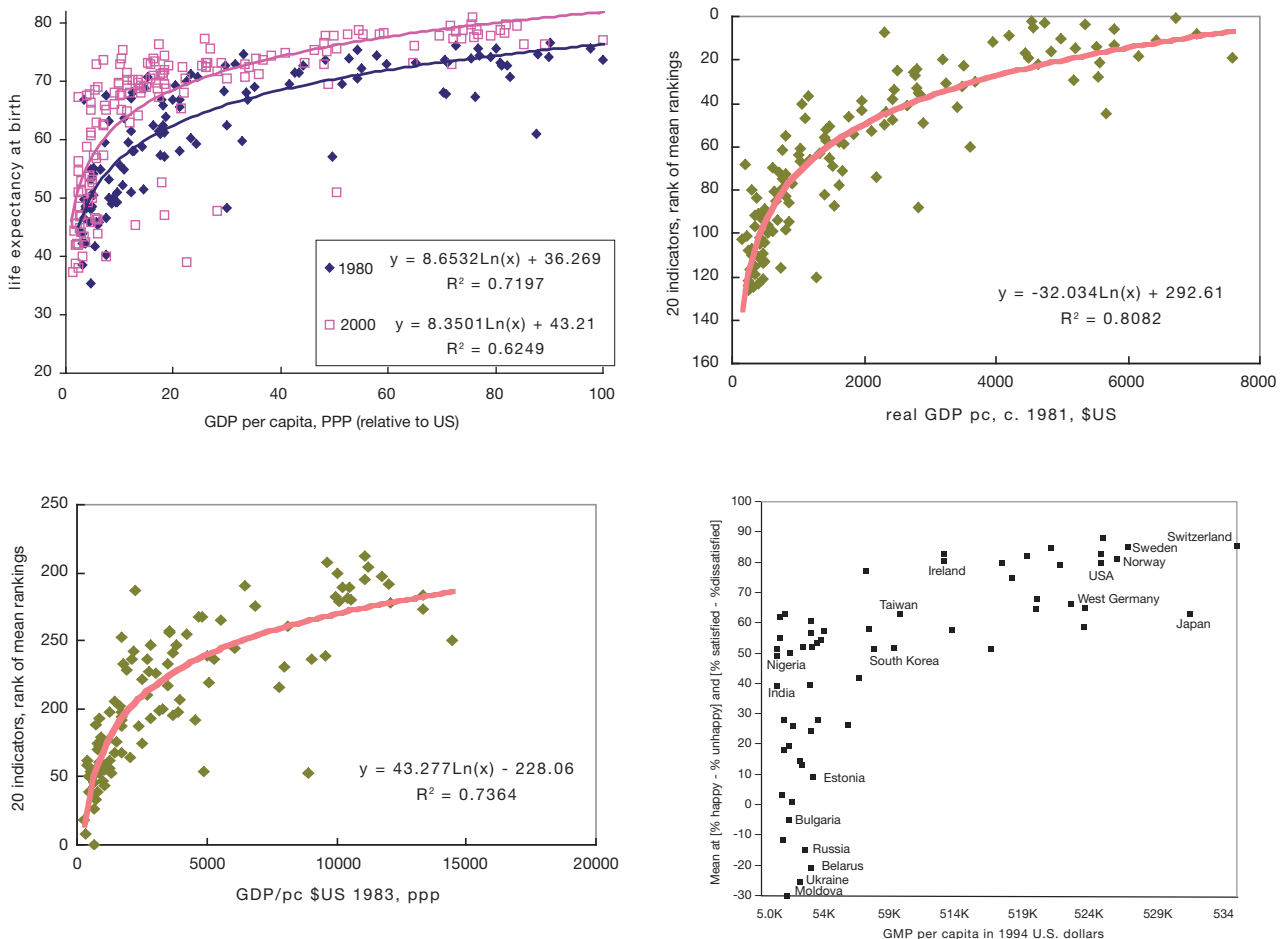 life expectancy at birth
80
70
60
50
40
30
20
0
20
40
60
80
100
GDP per capita, PPP (relative to US)
1980 y = 8.6532Ln(x) + 36.269
R² = 0.7197
2000 y = 8.3501Ln(x) + 43.21
R² = 0.6249
20 indicators, rank of mean rankings
0
20
40
60
80
100
120
140
160
0
2000
4000
6000
8000
y = -32.034Ln(x) + 292.61
R² = 0.8082
real GDP pc, c. 1981, $US
20 indicators, rank of mean rankings
250
250
200
200
150
100
50
0
0
5000
10000
15000
20000
y = 43.277Ln(x) - 228.06
R² = 0.7364
GDP/pc $US 1983, ppp
Mean at [% happy - % unhappy] and [% satisfied - %dissatisfied]
100
90
80
70
60
50
40
30
20
10
0
-10
-20
-30
Switzerland
Sweden
Norway
Ireland
USA
West Germany
Taiwan
Japan
South Korea
Nigeria
India
Estonia
Bulgaria
Russia
Belarus
Ukraine
Moldova
5.0K
54K
59K
514K
519K
524K
529K
534
GMP per capita in 1994 U.S. dollars